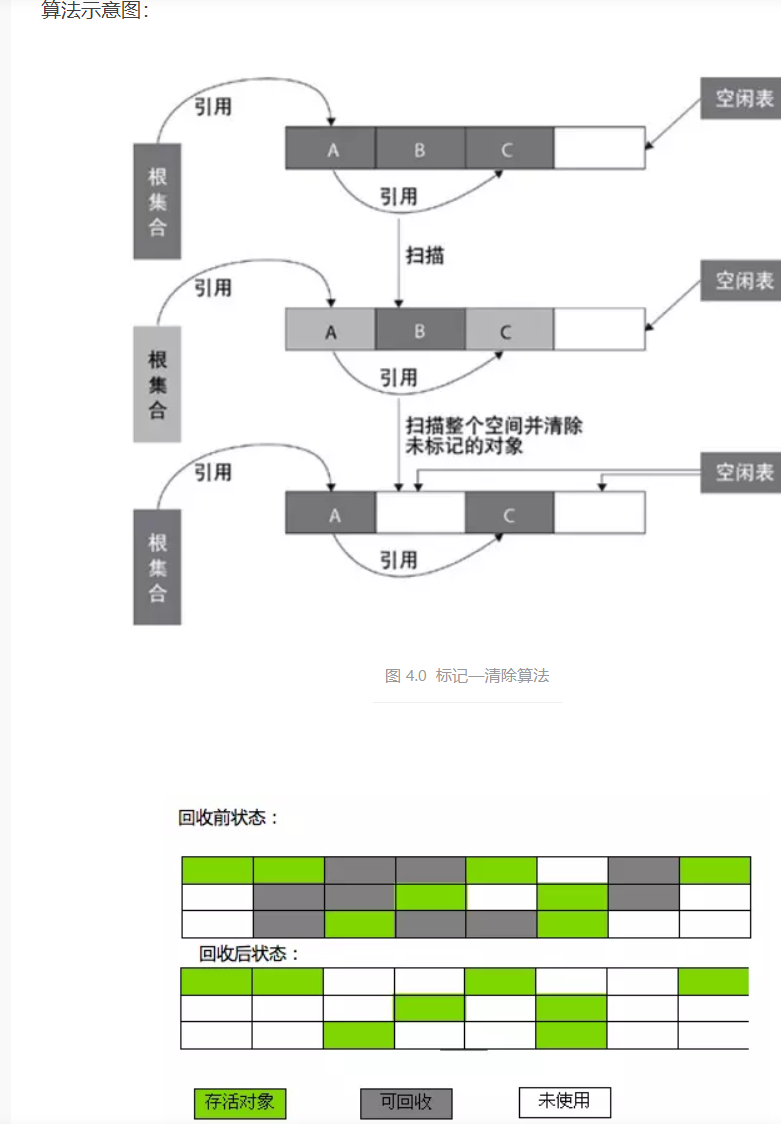 算法示意图：
引用
空闲表
根集合
A
B
C
引用
扫描
引用
空闲表
根集合
A
B
C
引用
扫描整个空间并清除
未标记的对象
引用
空闲表
根集合
A
C
引用
图 4.0 标记—清除算法
回收前状态：
回收后状态：
存活对象
可回收
未使用